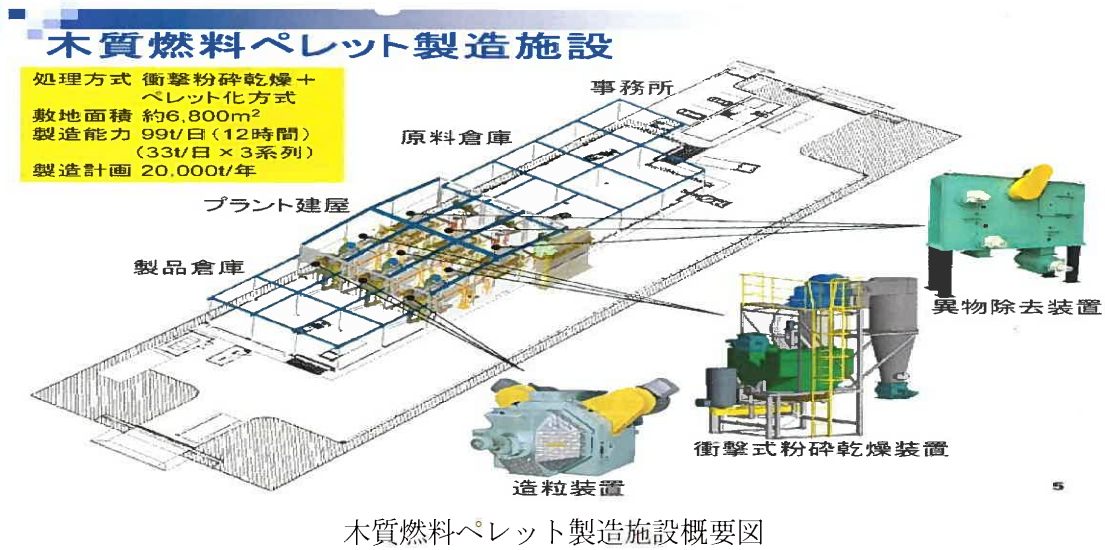 木質燃料ペレット製造施設
処理方式 衝撃粉砕乾燥＋
ペレット化方式
敷地面積 約6,800m²
製造能力 99t/日(12時間)
(33t/日×3系列)
製造計画 20,000t/年
事務所
原料倉庫
プラント建屋
製品倉庫
異物除去装置
衝撃式粉砕乾燥装置
造粒装置
5
木質燃料ペレット製造施設概要図